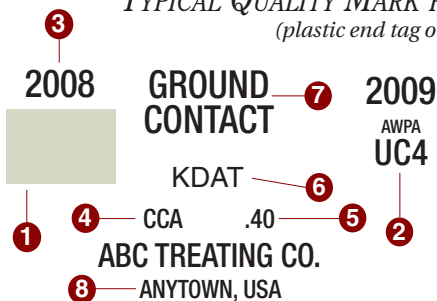 TYPICAL QUALITY MARK
(plastic end tag o
3
2008 GROUND CONTACT 7 2009
AWPA
UC4
KDAT 6
1
4 CCA .40 5
2
ABC TREATING CO.
8 ANYTOWN, USA